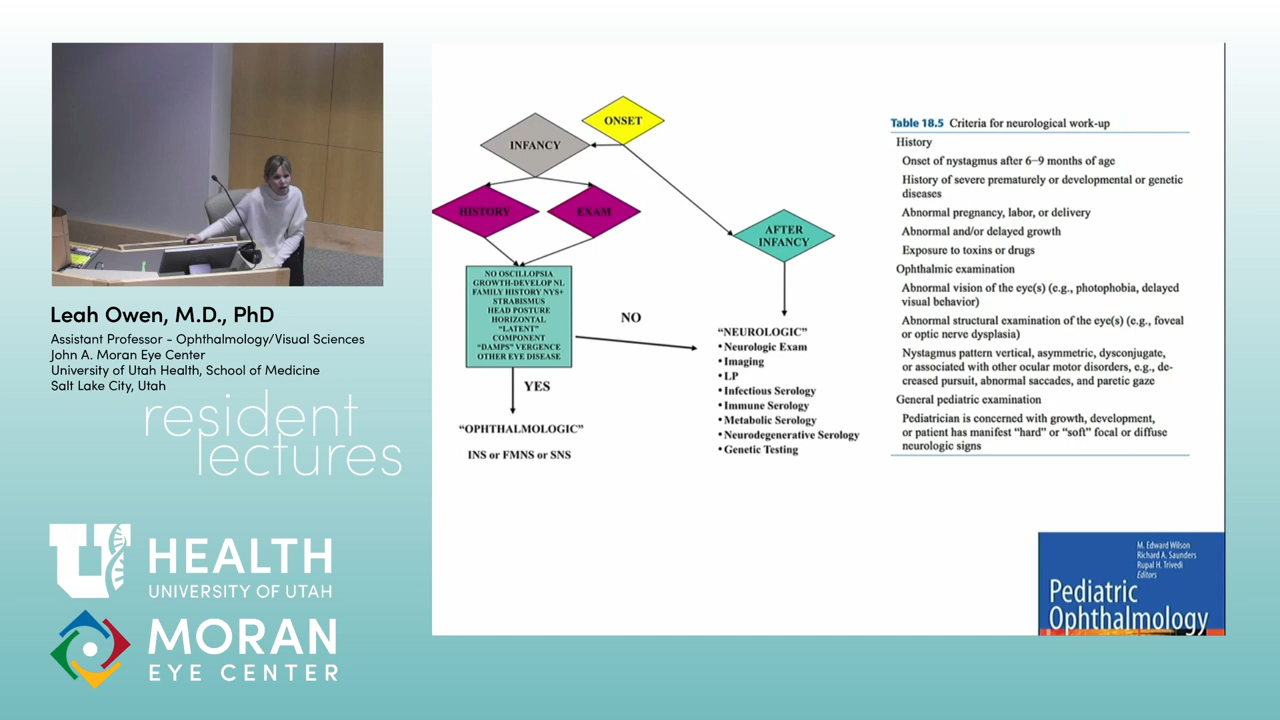 Leah Owen, M.D., PhD
Assistant Professor - Ophthalmology/Visual Sciences
John A. Moran Eye Center
University of Utah Health, School of Medicine
Salt Lake City, Utah
resident
lectures
U HEALTH
UNIVERSITY OF UTAH
MORAN
EYE CENTER
ONSET
INFANCY
HISTORY
EXAM
AFTER
INFANCY
NO OSCILLOPSIA
GROWTH-DEVELOP NL
FAMILY HISTORY NYS+
STRABISMUS
HEAD POSTURE
HORIZONTAL
“LATENT”
COMPONENT
“DAMPS” VERGENCE
OTHER EYE DISEASE
NO
YES
“OPHTHALMOLOGIC”
INS or FMNS or SNS
“NEUROLOGIC”
• Neurologic Exam
• Imaging
• LP
• Infectious Serology
• Immune Serology
• Metabolic Serology
• Neurodegenerative Serology
• Genetic Testing
Table 18.5 Criteria for neurological work-up
History
Onset of nystagmus after 6–9 months of age
History of severe prematurely or developmental or genetic
diseases
Abnormal pregnancy, labor, or delivery
Abnormal and/or delayed growth
Exposure to toxins or drugs
Ophthalmic examination
Abnormal vision of the eye(s) (e.g., photophobia, delayed
visual behavior)
Abnormal structural examination of the eye(s) (e.g., foveal
or optic nerve dysplasia)
Nystagmus pattern vertical, asymmetric, dysconjugate,
or associated with other ocular motor disorders, e.g., de-
creased pursuit, abnormal saccades, and paretic gaze
General pediatric examination
Pediatrician is concerned with growth, development,
or patient has manifest “hard” or “soft” focal or diffuse
neurologic signs
M. Edward Wilson
Richard A. Saunders
Rupal H. Trivedi
Editors
Pediatric
Ophthalmology